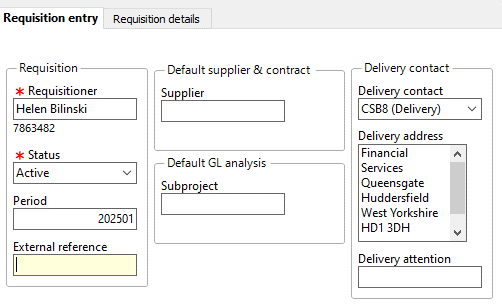 Requisition entry
Requisition details
Requisition
* Requisitioner
Helen Bilinski
7863482
* Status
Active
Period
202501
External reference
Default supplier & contract
Supplier
Default GL analysis
Subproject
Delivery contact
Delivery contact
CSB8 (Delivery)
Delivery address
Financial
Services
Queensgate
Huddersfield
West Yorkshire
HD1 3DH
Delivery attention